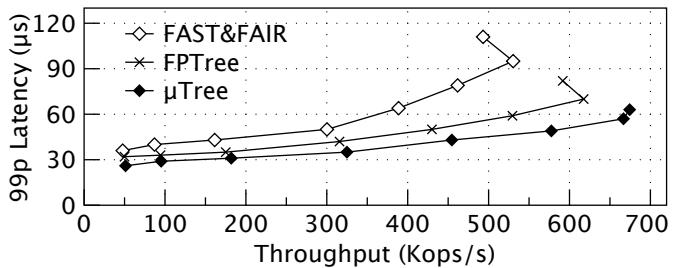 99p Latency (μs)
120
90
60
30
0
FAST&FAIR
FPTree
μTree
0 100 200 300 400 500 600 700
Throughput (Kops/s)